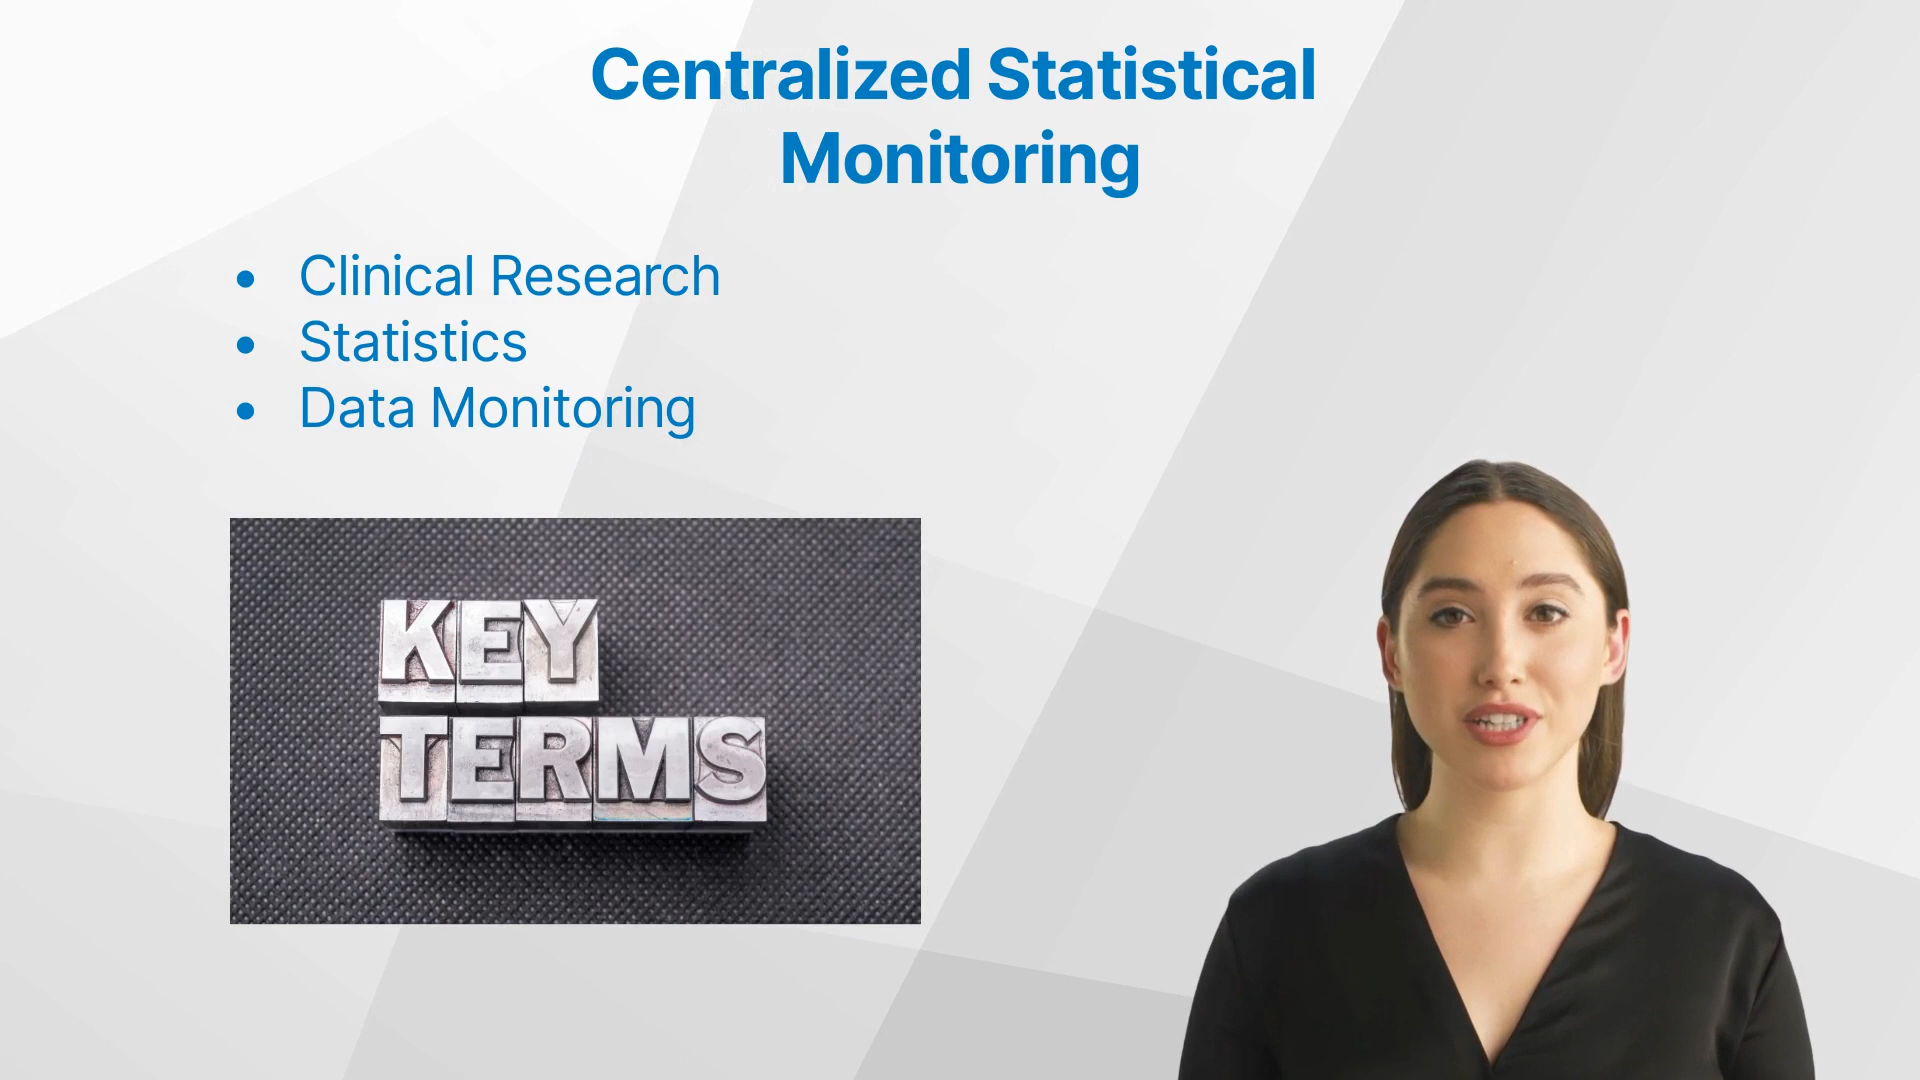 Centralized Statistical
Monitoring
• Clinical Research
• Statistics
• Data Monitoring
KEY
TERMS